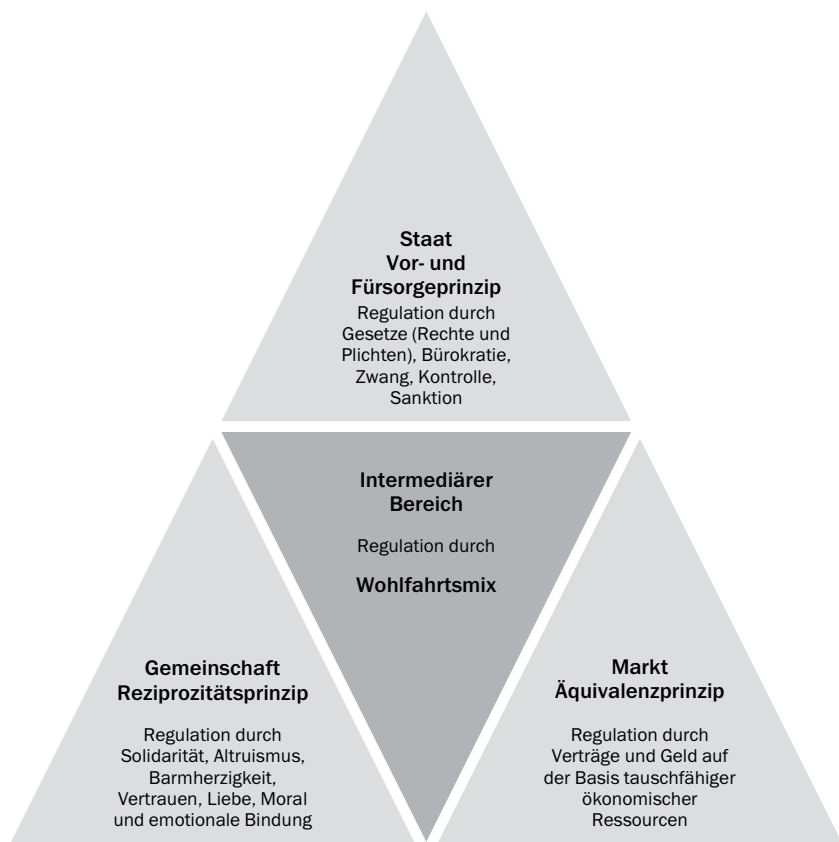 Staat
Vor- und
Fürsorgeprinzip
Regulation durch
Gesetze (Rechte und
Plichten), Bürokratie,
Zwang, Kontrolle,
Sanktion
Intermediärer
Bereich
Regulation durch
Wohlfahrtsmix
Gemeinschaft
Reziprozitätsprinzip
Regulation durch
Solidarität, Altruismus,
Barmherzigkeit,
Vertrauen, Liebe, Moral
und emotionale Bindung
Markt
Äquivalenzprinzip
Regulation durch
Verträge und Geld auf
der Basis tauschfähiger
ökonomischer
Ressourcen